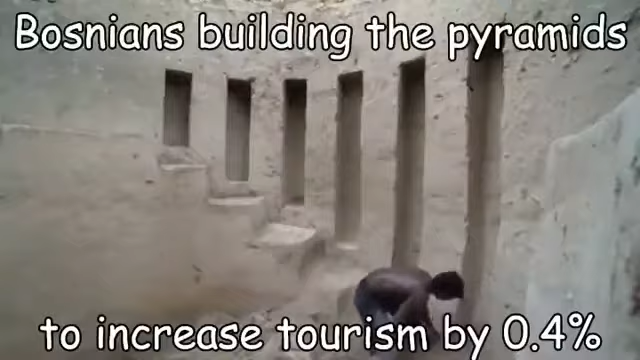 Bosnians building the pyramids
to increase tourism by 0.4%